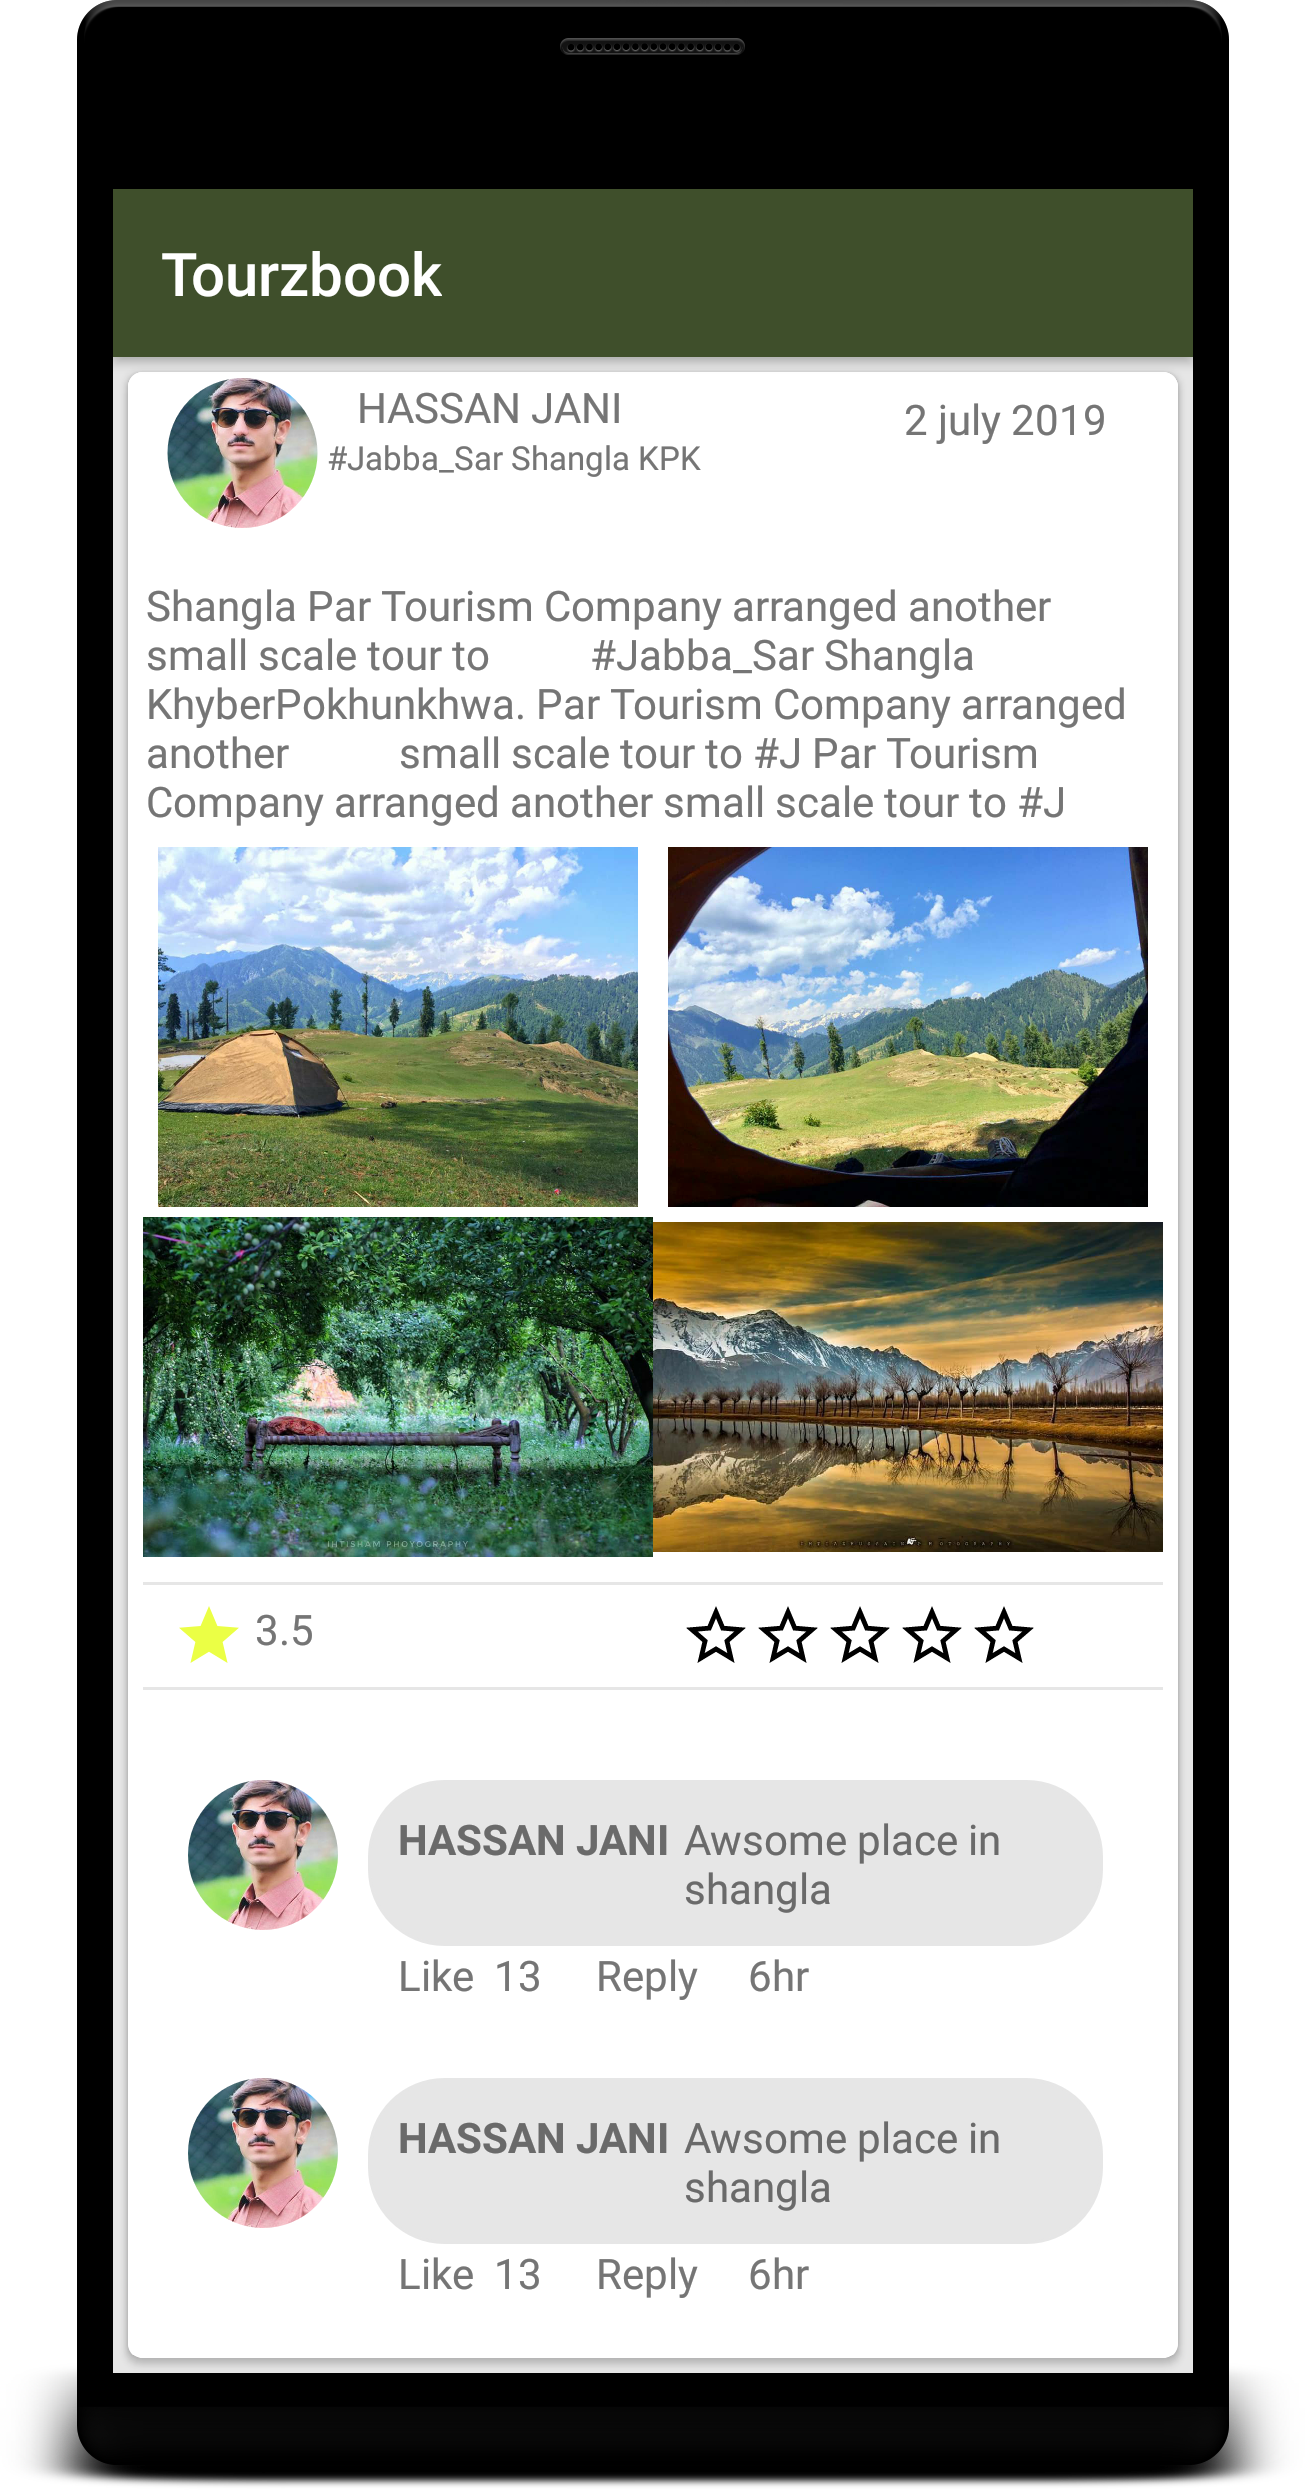 Tourzbook
HASSAN JANI
2 july 2019
#Jabba_Sar Shangla KPK
Shangla Par Tourism Company arranged another
small scale tour to #Jabba_Sar Shangla
KhyberPokhunkhwa. Par Tourism Company arranged
another small scale tour to #J Par Tourism
Company arranged another small scale tour to #J
IHTISHAM PHOYOGRAPHY
3.5
HASSAN JANI Awsome place in
shangla
Like 13 Reply 6hr
HASSAN JANI Awsome place in
shangla
Like 13 Reply 6hr